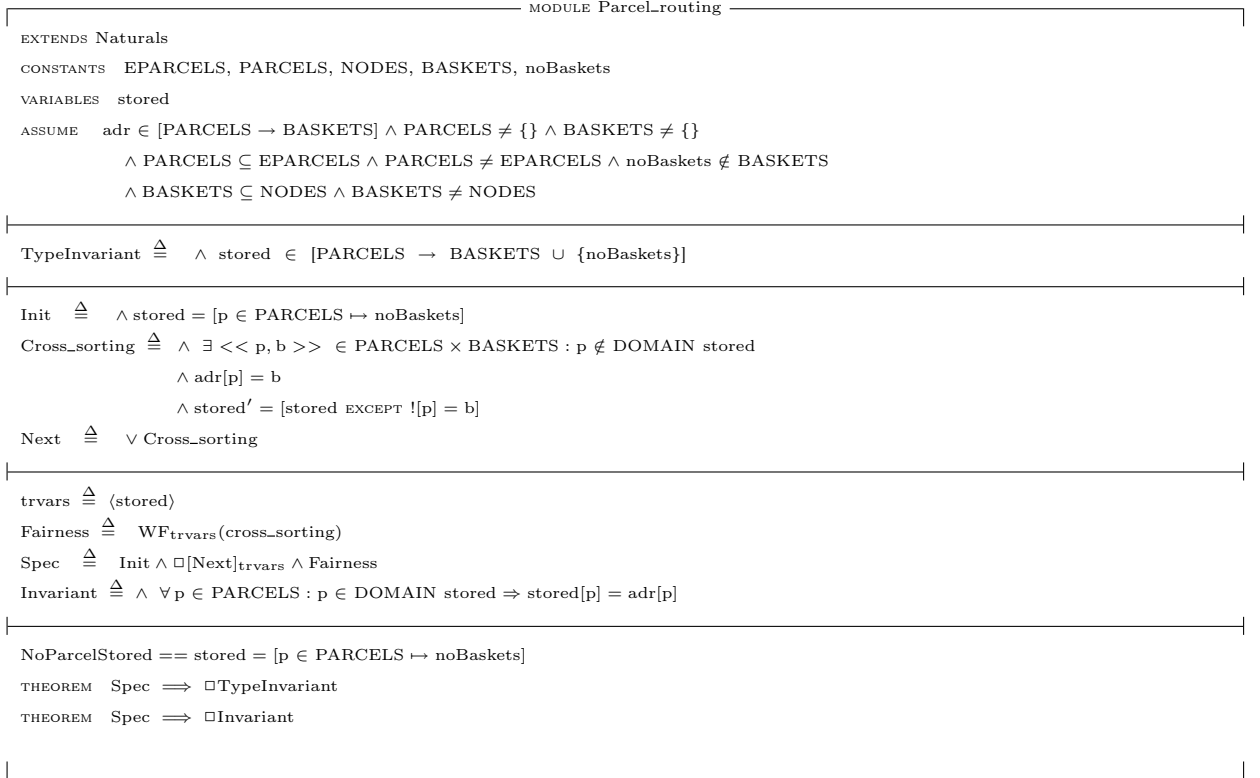 MODULE Parcel_routing
EXTENDS Naturals
CONSTANTS EPARCELS, PARCELS, NODES, BASKETS, noBaskets
VARIABLES stored
ASSUME adr ∈ [PARCELS → BASKETS] ∧ PARCELS ≠ {} ∧ BASKETS ≠ {}
∧ PARCELS ⊆ EPARCELS ∧ PARCELS ≠ EPARCELS ∧ noBaskets ∉ BASKETS
∧ BASKETS ⊆ NODES ∧ BASKETS ≠ NODES
TypeInvariant ≜ ∧ stored ∈ [PARCELS → BASKETS ∪ {noBaskets}]
Init ≜ ∧ stored = [p ∈ PARCELS ↦ noBaskets]
Cross_sorting ≜ ∧ ∃ << p, b >> ∈ PARCELS × BASKETS : p ∉ DOMAIN stored
∧ adr[p] = b
∧ stored′ = [stored EXCEPT ![p] = b]
Next ≜ ∨ Cross_sorting
trvars ≜ ⟨stored⟩
Fairness ≜ WF_trvars(cross_sorting)
Spec ≜ Init ∧ □[Next]_trvars ∧ Fairness
Invariant ≜ ∧ ∀ p ∈ PARCELS : p ∈ DOMAIN stored ⇒ stored[p] = adr[p]
NoParcelStored == stored = [p ∈ PARCELS ↦ noBaskets]
THEOREM Spec ⟹ □TypeInvariant
THEOREM Spec ⟹ □Invariant